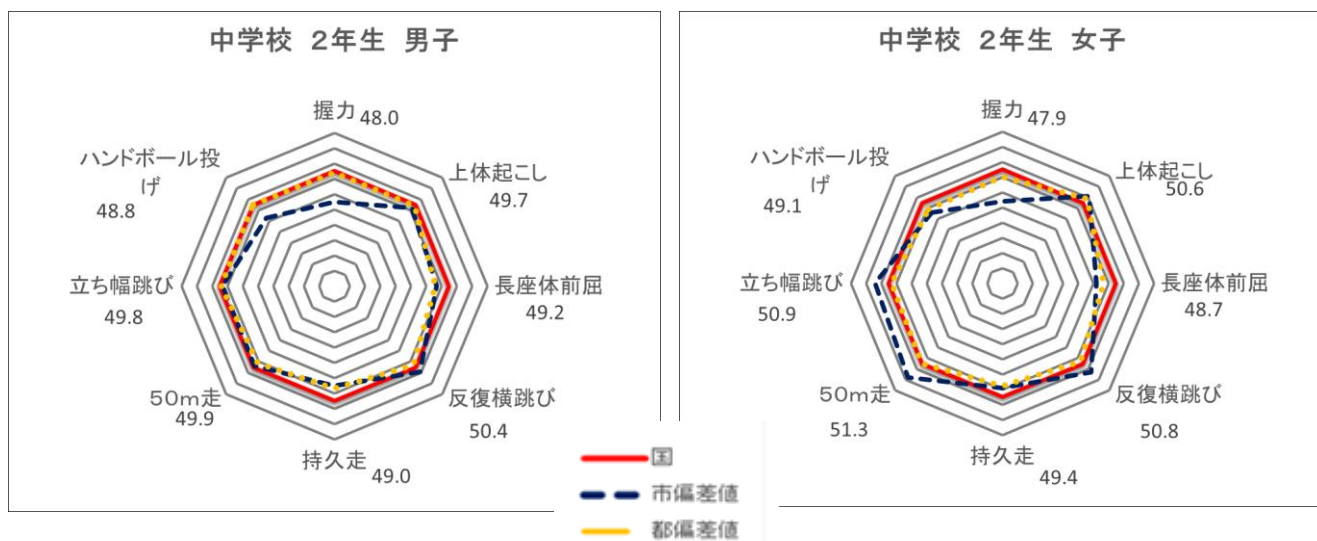 中学校 2年生 男子
握力
48.0
上体起こし
49.7
長座体前屈
49.2
反復横跳び
50.4
持久走
49.0
50m走
49.9
立ち幅跳び
49.8
ハンドボール投
げ
48.8
中学校 2年生 女子
握力
47.9
上体起こし
50.6
長座体前屈
48.7
反復横跳び
50.8
持久走
49.4
50m走
51.3
立ち幅跳び
50.9
ハンドボール投
げ
49.1
国
市偏差値
都偏差値